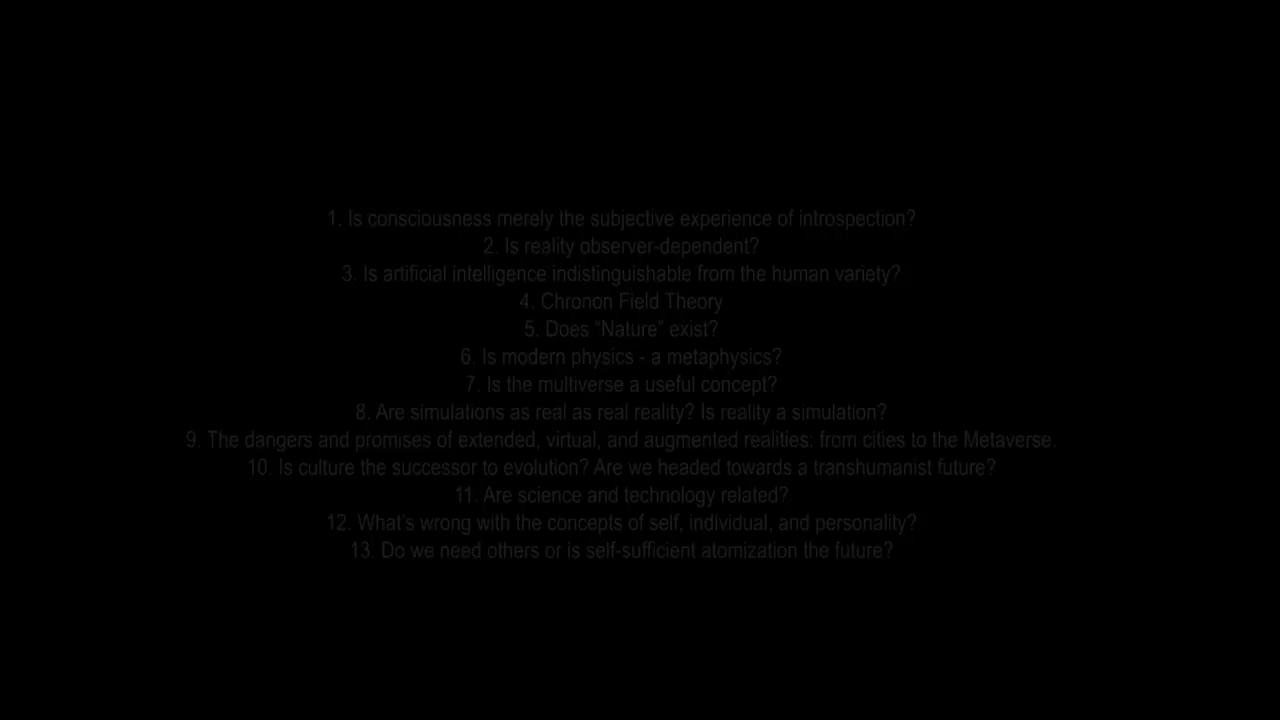 1. Is consciousness merely the subjective experience of introspection?
2. Is reality observer-dependent?
3. Is artificial intelligence indistinguishable from the human variety?
4. Chronon Field Theory
5. Does “Nature” exist?
6. Is modern physics - a metaphysics?
7. Is the multiverse a useful concept?
8. Are simulations as real as real reality? Is reality a simulation?
9. The dangers and promises of extended, virtual, and augmented realities: from cities to the Metaverse.
10. Is culture the successor to evolution? Are we headed towards a transhumanist future?
11. Are science and technology related?
12. What's wrong with the concepts of self, individual, and personality?
13. Do we need others or is self-sufficient atomization the future?